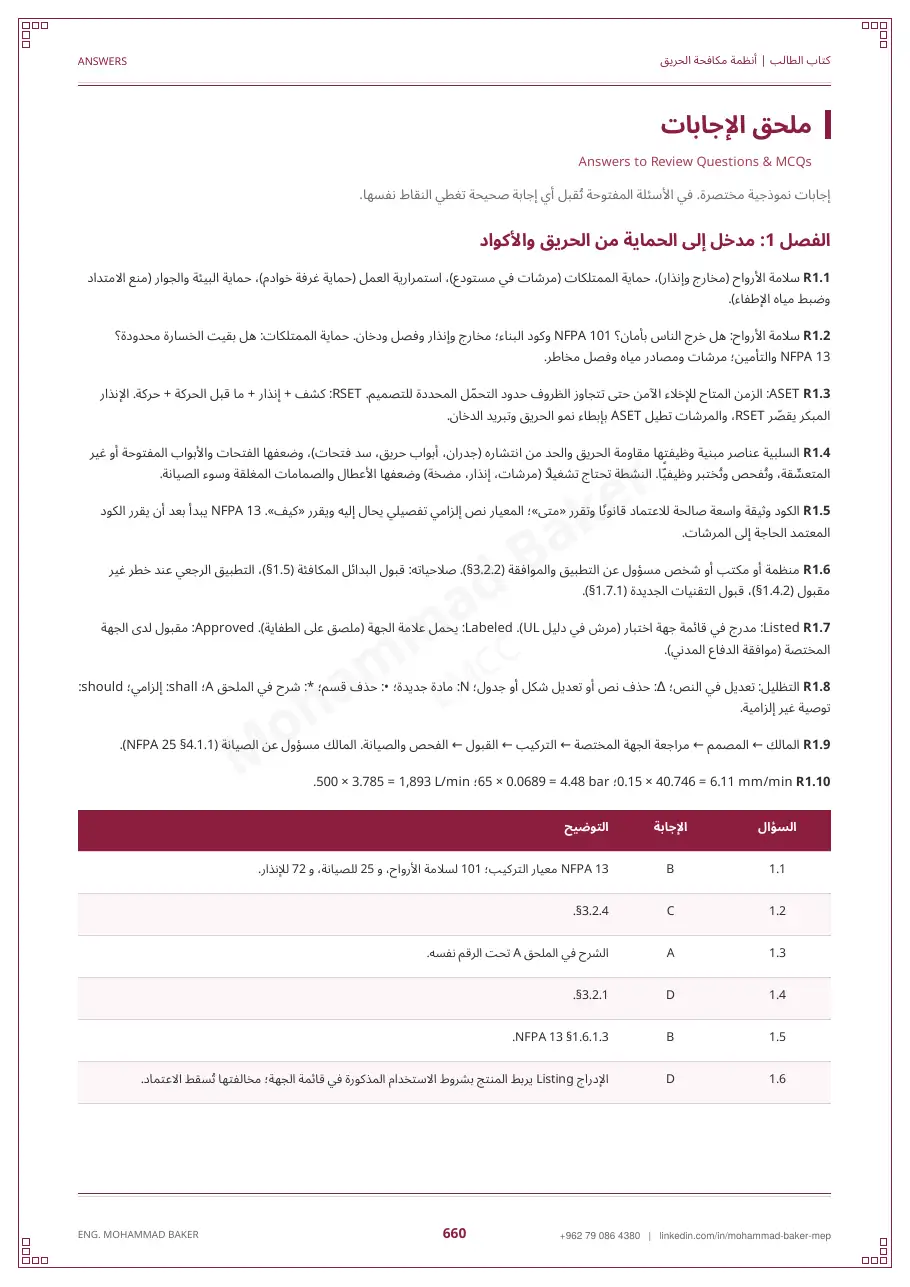 كتاب الطالب | أنظمة مكافحة الحريق
ANSWERS
ملحق الإجابات
Answers to Review Questions & MCQs
إجابات نموذجية مختصرة. في الأسئلة المفتوحة تُقبل أي إجابة صحيحة تغطي النقاط نفسها.
الفصل 1: مدخل إلى الحماية من الحريق والأكواد
R1.1 سلامة الأرواح (مخارج وإنذار)، حماية الممتلكات (مرشات في مستودع)، استمرارية العمل (حماية غرفة خوادم)، حماية البيئة والجوار (منع الامتداد
وضبط مياه الإطفاء).
R1.2 سلامة الأرواح: هل خرج الناس بأمان؟ NFPA 101 وكود البناء؛ مخارج وإنذار وفصل ودخان. حماية الممتلكات: هل بقيت الخسارة محدودة؟
NFPA 13 والتأمين؛ مرشات ومصادر مياه وفصل مخاطر.
R1.3 ASET: الزمن المتاح للإخلاء الآمن حتى تتجاوز الظروف حدود التحمّل المحددة للتصميم. RSET: كشف + إنذار + ما قبل الحركة + حركة. الإنذار
المبكر يقصّر RSET، والمرشات تطيل ASET بإبطاء نمو الحريق وتبريد الدخان.
R1.4 السلبية عناصر مبنية وظيفتها مقاومة الحريق والحد من انتشاره (جدران، أبواب حريق، سد فتحات)، وضعفها الفتحات والأبواب المفتوحة أو غير
المتعشّقة، وتُفحص وتُختبر وظيفيًّا. النشطة تحتاج تشغيلًا (مرشات، إنذار، مضخة) وضعفها الأعطال والصمامات المغلقة وسوء الصيانة.
R1.5 الكود وثيقة واسعة صالحة للاعتماد قانونًا وتقرر «متى»؛ المعيار نص إلزامي تفصيلي يحال إليه ويقرر «كيف». NFPA 13 يبدأ بعد أن يقرر الكود
المعتمد الحاجة إلى المرشات.
R1.6 منظمة أو مكتب أو شخص مسؤول عن التطبيق والموافقة (§3.2.2). صلاحياته: قبول البدائل المكافئة (§1.5)، التطبيق الرجعي عند خطر غير
مقبول (§1.4.2)، قبول التقنيات الجديدة (§1.7.1).
R1.7 Listed: مدرج في قائمة جهة اختبار (مرش في دليل UL). Labeled: يحمل علامة الجهة (ملصق على الطفاية). Approved: مقبول لدى الجهة
المختصة (موافقة الدفاع المدني).
R1.8 التظليل: تعديل في النص؛ Δ: حذف نص أو تعديل شكل أو جدول؛ N: مادة جديدة؛ •: حذف قسم؛ *: شرح في الملحق A؛ shall: إلزامي؛ should:
توصية غير إلزامية.
R1.9 المالك ← المصمم ← مراجعة الجهة المختصة ← التركيب ← القبول ← الفحص والصيانة. المالك مسؤول عن الصيانة (NFPA 25 §4.1.1).
R1.10 0.15 × 40.746 = 6.11 mm/min؛ 65 × 0.0689 = 4.48 bar؛ 500 × 3.785 = 1,893 L/min.
السؤال الإجابة التوضيح
1.1 B NFPA 13 معيار التركيب؛ 101 لسلامة الأرواح، و 25 للصيانة، و 72 للإنذار.
1.2 C §3.2.4.
1.3 A الشرح في الملحق A تحت الرقم نفسه.
1.4 D §3.2.1.
1.5 B NFPA 13 §1.6.1.3.
1.6 D الإدراج Listing يربط المنتج بشروط الاستخدام المذكورة في قائمة الجهة؛ مخالفتها تُسقط الاعتماد.
Mohammad Baker
EMCC
ENG. MOHAMMAD BAKER
660
+962 79 086 4380 | linkedin.com/in/mohammad-baker-mep